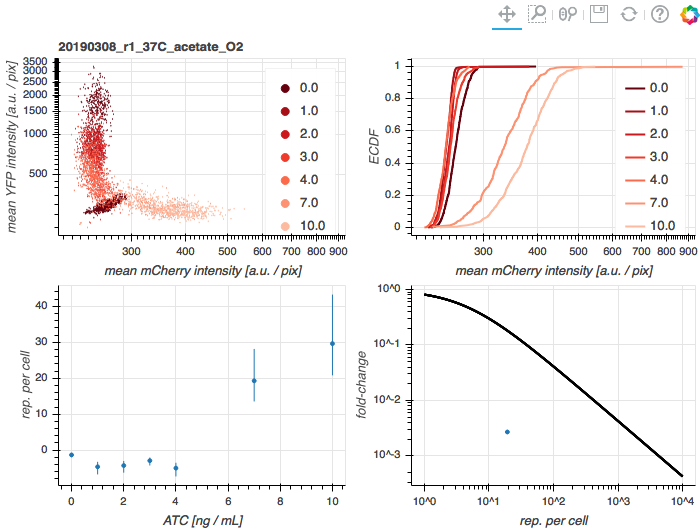 20190308_r1_37C_acetate_O2
3500
3000
2500
2000
1500
1000
500
mean YFP intensity [a.u. / pix]
0.0
1.0
2.0
3.0
4.0
7.0
10.0
300 400 500 600 700 800 900
mean mCherry intensity [a.u. / pix]
1
0.8
0.6
0.4
0.2
0
ECDF
0.0
1.0
2.0
3.0
4.0
7.0
10.0
300 400 500 600 700 800 900
mean mCherry intensity [a.u. / pix]
40
30
20
10
0
rep. per cell
0 2 4 6 8 10
ATC [ng / mL]
10^0
10^-1
10^-2
10^-3
fold-change
10^0 10^1 10^2 10^3 10^4
rep. per cell